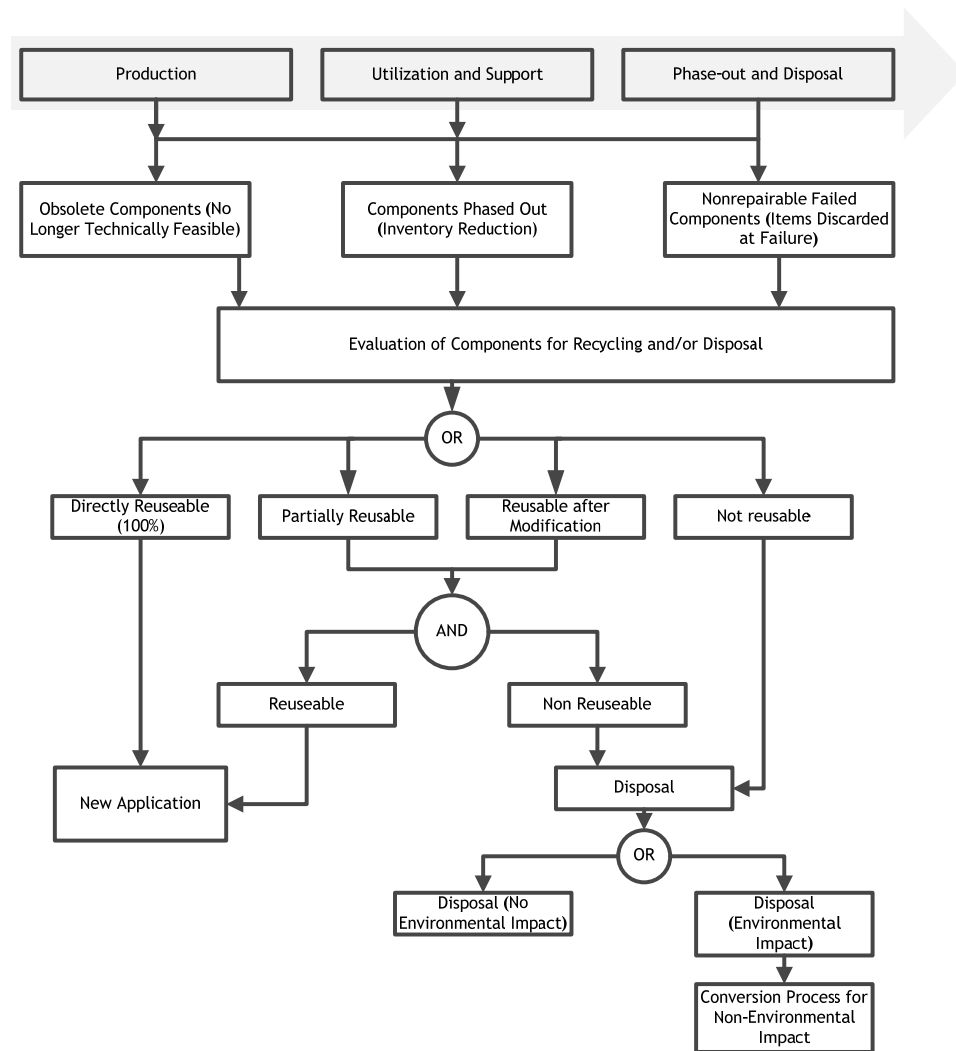 Production
Utilization and Support
Phase-out and Disposal
Obsolete Components (No
Longer Technically Feasible)
Components Phased Out
(Inventory Reduction)
Nonrepairable Failed
Components (Items Discarded
at Failure)
Evaluation of Components for Recycling and/or Disposal
OR
Directly Reuseable
(100%)
Partially Reusable
Reusable after
Modification
Not reusable
AND
Reuseable
Non Reuseable
New Application
Disposal
OR
Disposal (No
Environmental Impact)
Disposal
(Environmental
Impact)
Conversion Process for
Non-Environmental
Impact